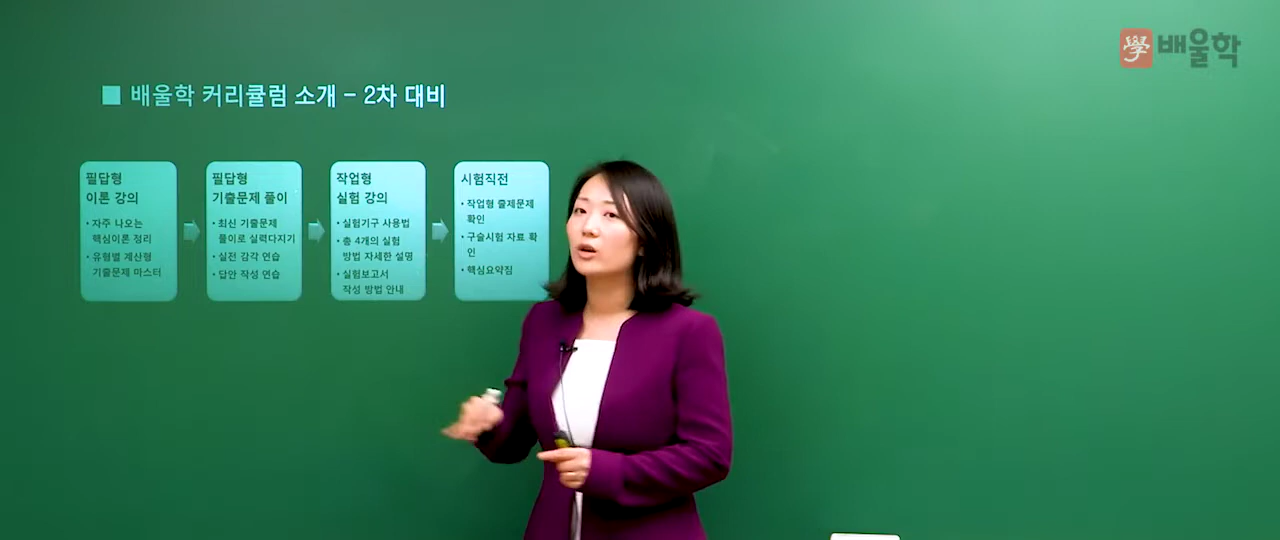 學 배울학
■ 배울학 커리큘럼 소개 – 2차 대비
필답형
이론 강의
• 자주 나오는
핵심이론 정리
• 유형별 계산형
기출문제 마스터
필답형
기출문제 풀이
• 최신 기출문제
풀이로 실력다지기
• 실전 감각 연습
• 답안 작성 연습
작업형
실험 강의
• 실험기구 사용법
• 총 4개의 실험
방법 자세한 설명
• 실험보고서
작성 방법 안내
시험직전
• 작업형 출제문제
확인
• 구술시험 자료 확
인
• 핵심요약집